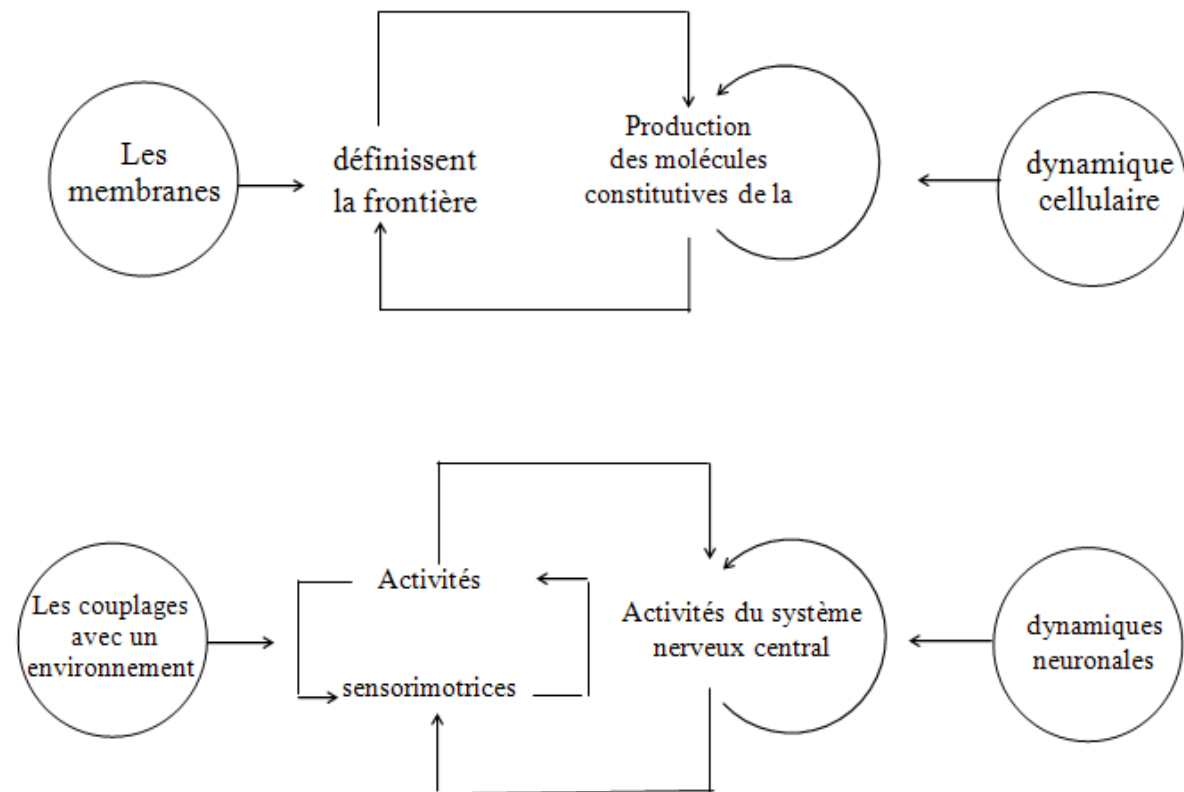 Les
membranes
définissent
la frontière
Production
des molécules
constitutives de la
dynamique
cellulaire
Les couplages
avec un
environnement
Activités
sensorimotrices
Activités du système
nerveux central
dynamiques
neuronales